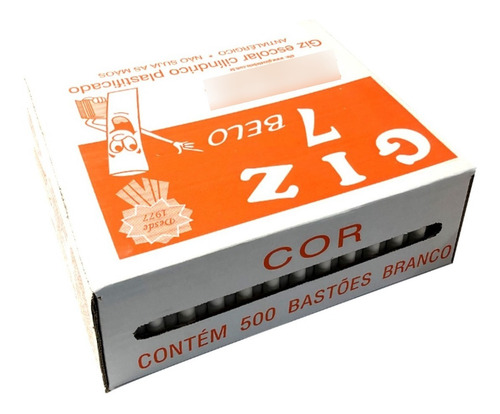 GIZ
7 BELO
Desde
1977
Giz escolar cilíndrico plastificado
ANTIALÉRGICO * NÃO SUJA AS MÃOS
COR
CONTÉM 500 BASTÕES BRANCO